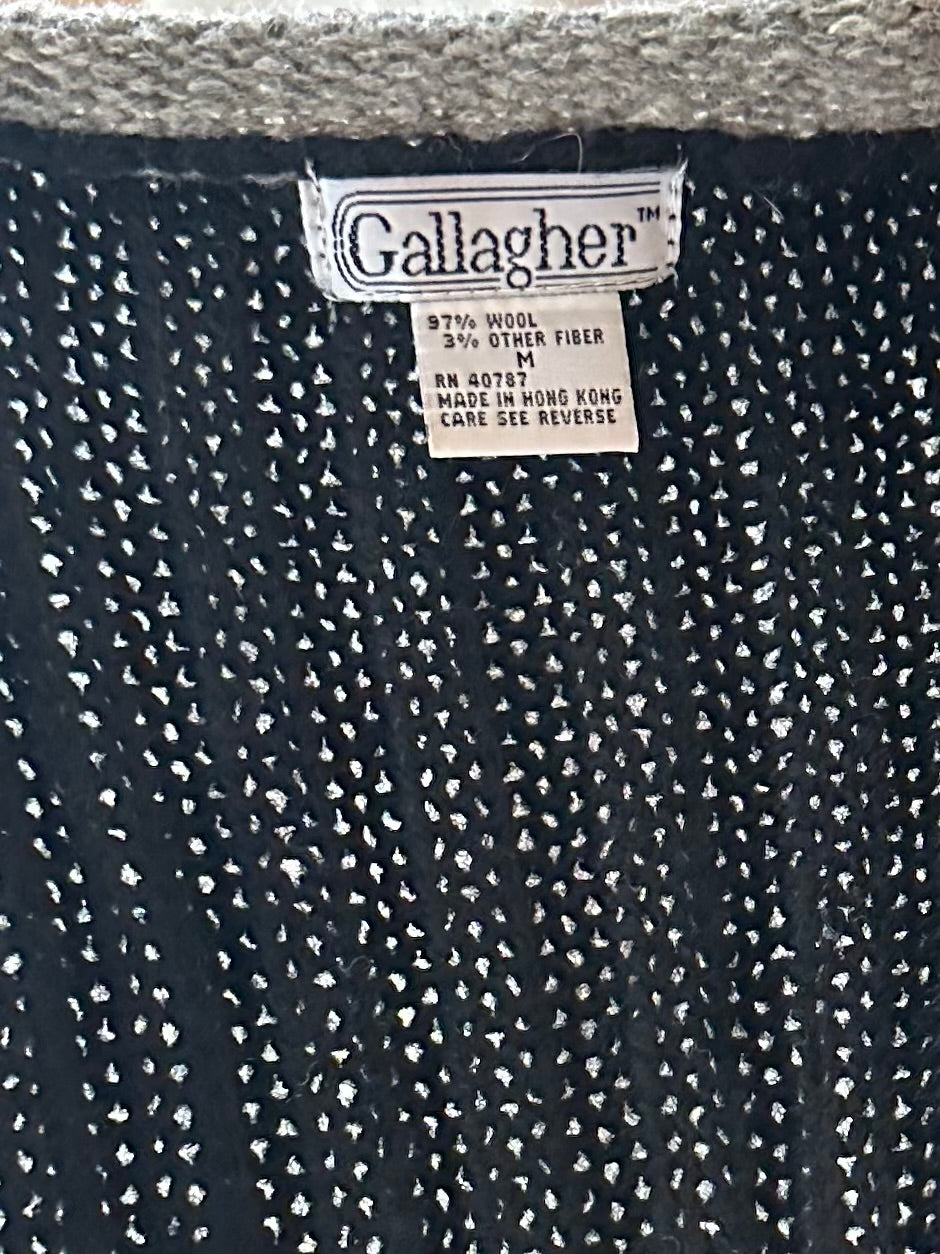 Gallagher™
97% WOOL
3% OTHER FIBER
M
RN 40787
MADE IN HONG KONG
CARE SEE REVERSE